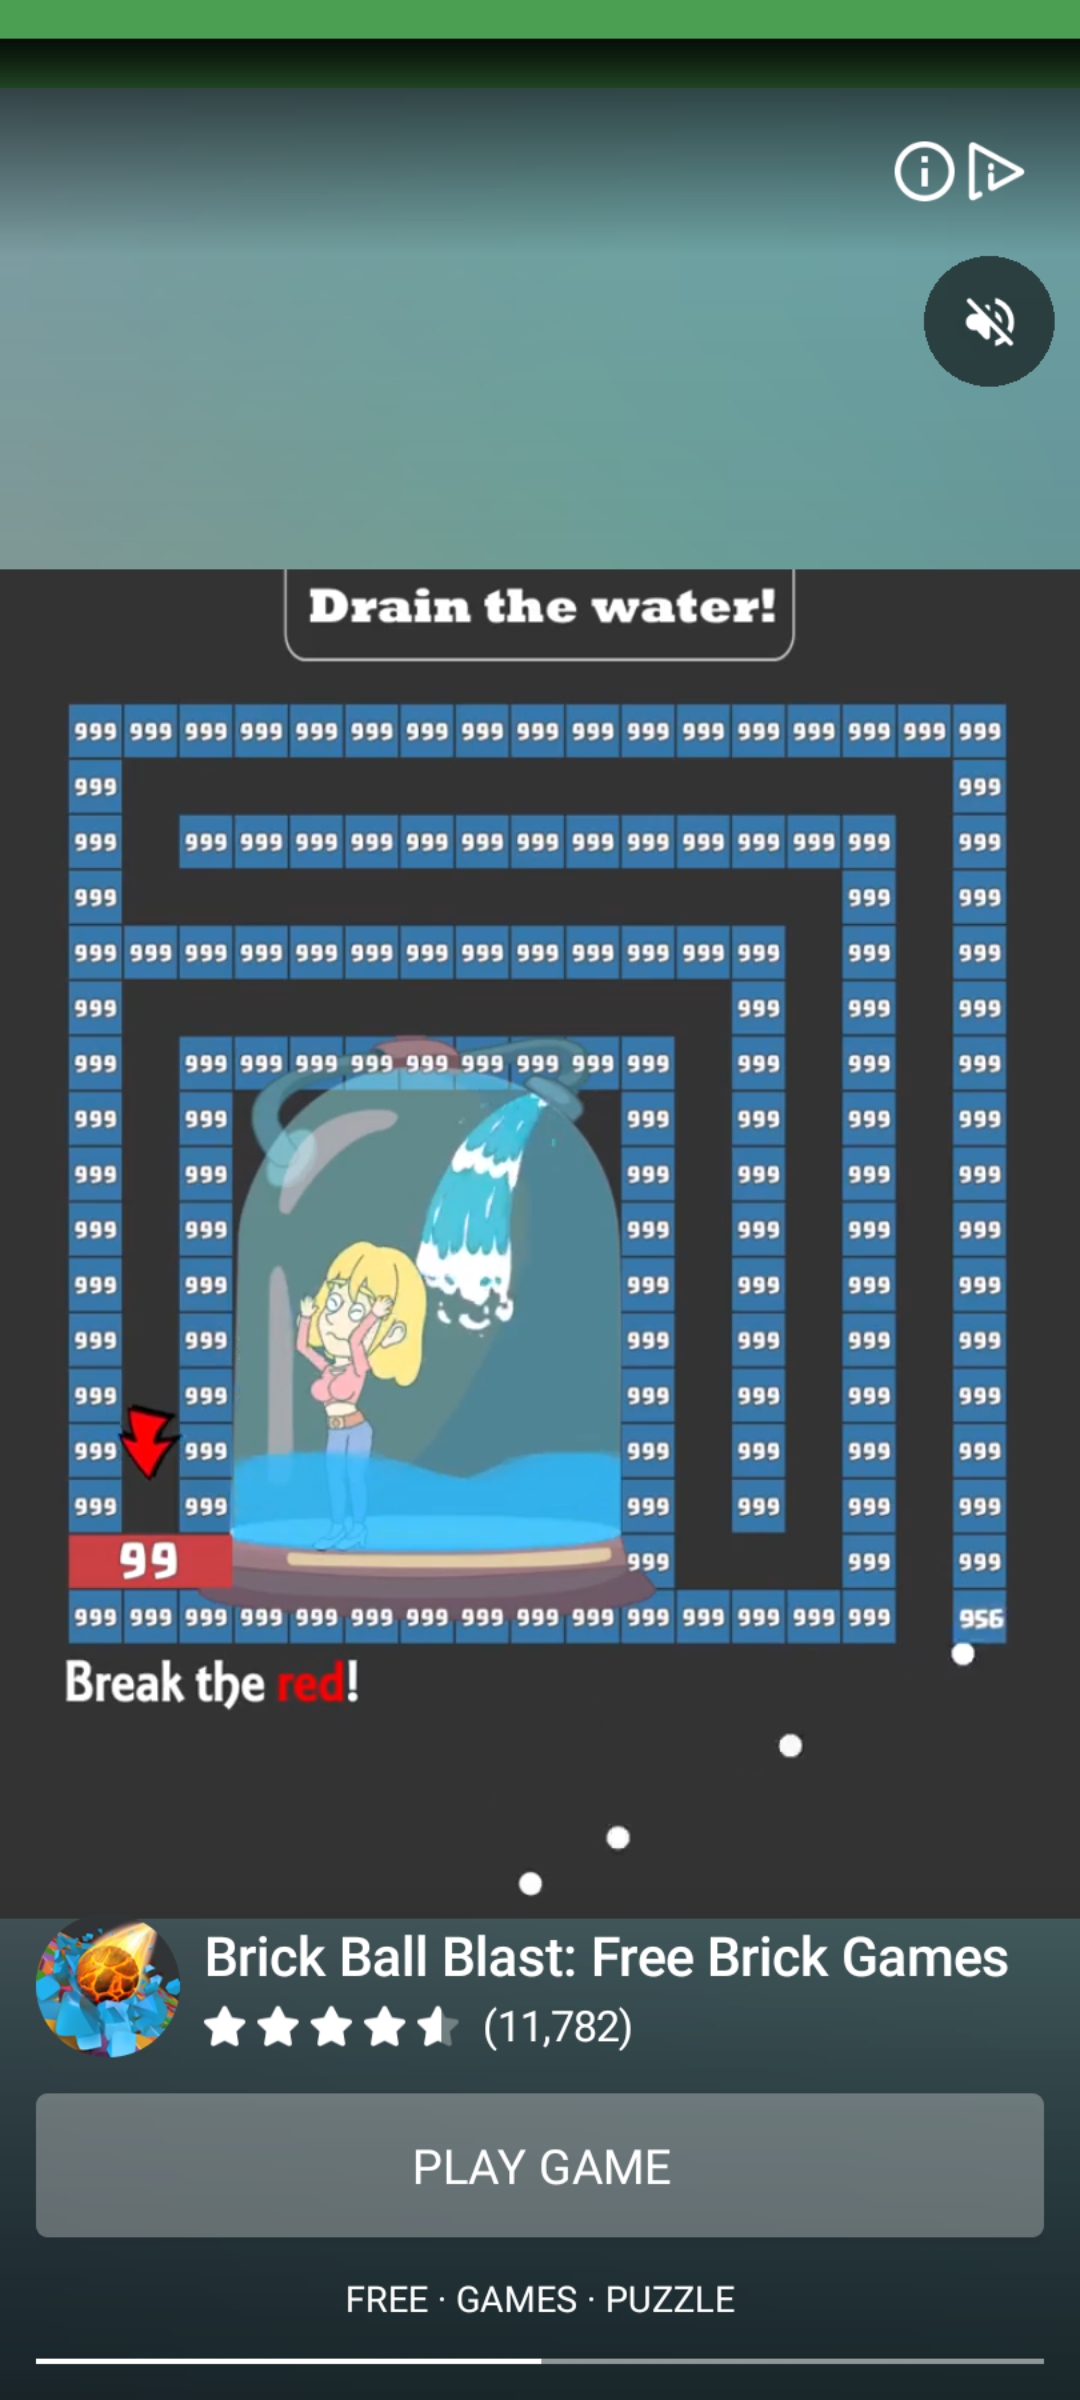 Drain the water!
999 999 999 999 999 999 999 999 999 999 999 999 999 999 999 999 999
999 999
999 999 999 999 999 999 999 999 999 999 999 999 999 999 999
999 999 999
999 999 999 999 999 999 999 999 999 999 999 999 999 999 999
999 999 999 999
999 999 999 999 999 999 999 999 999 999 999 999 999
999 999 999 999 999 999
999 999 999 999 999 999
999 999 999 999 999 999
999 999 999 999 999 999
999 999 999 999 999 999
999 999 999 999 999 999
999 999 999 999 999 999
999 999 999 999 999 999
99 999 999 999
999 999 999 999 999 999 999 999 999 999 999 999 999 999 999 956
Break the red!
Brick Ball Blast: Free Brick Games
(11,782)
PLAY GAME
FREE · GAMES · PUZZLE